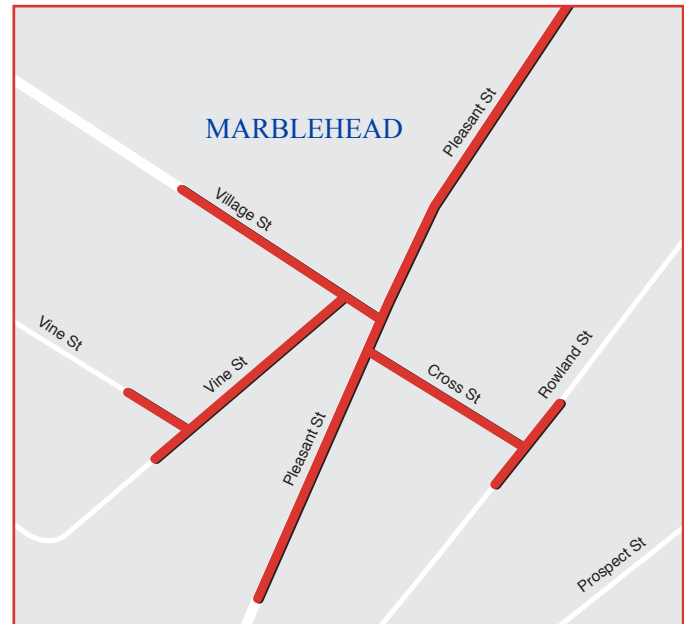 Pleasant St
MARBLEHEAD
Village St
Vine St
Vine St
Cross St
Rowland St
Pleasant St
Prospect St